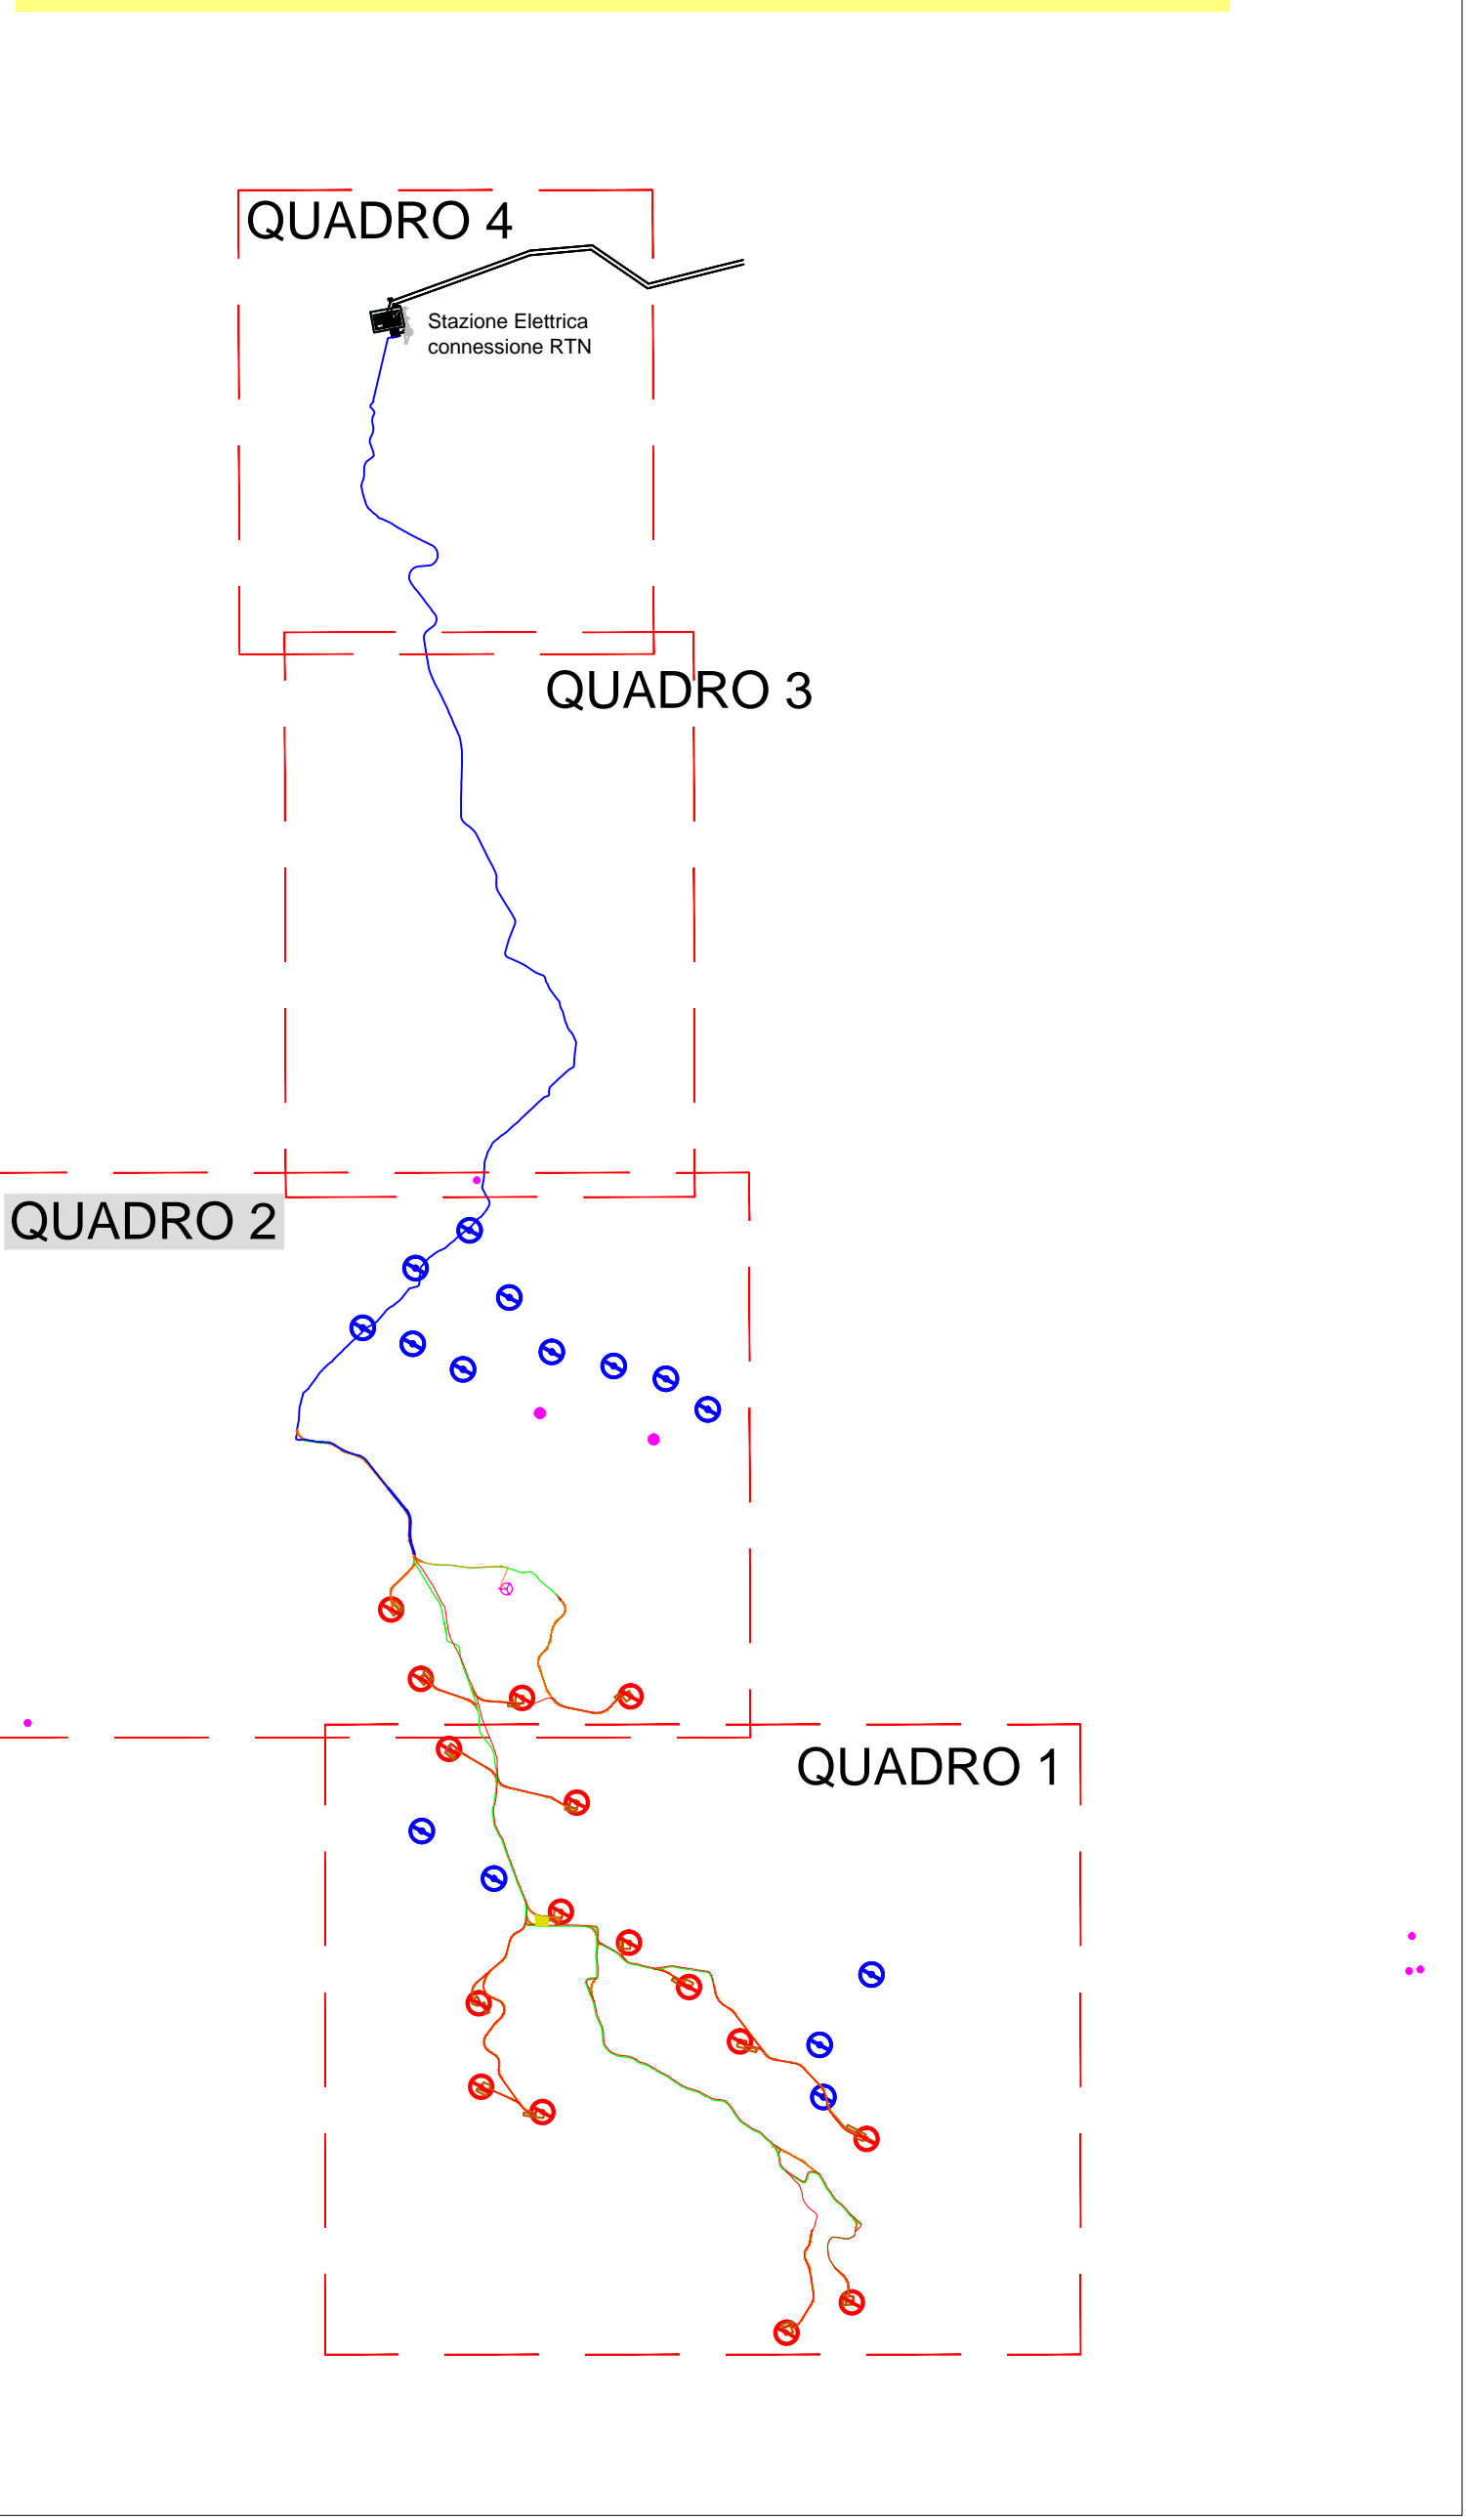 QUADRO 4
Stazione Elettrica
connessione RTN
QUADRO 3
QUADRO 2
QUADRO 1